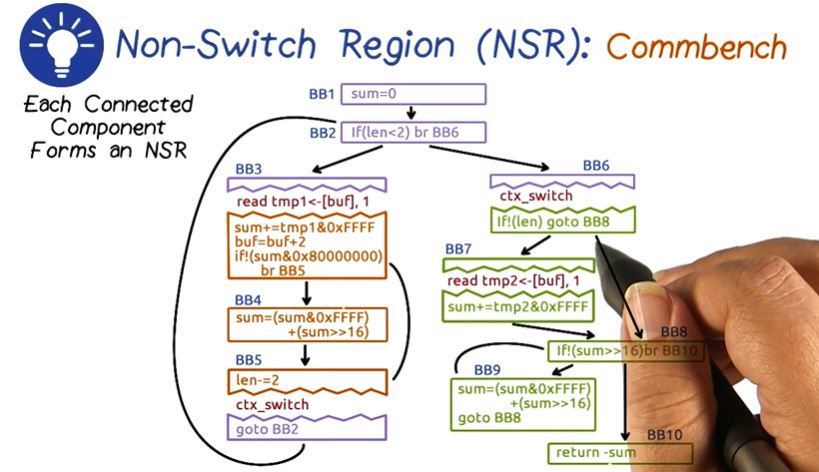 Non-Switch Region (NSR): Commbench
Each Connected
Component
Forms an NSR
BB1
sum=0
BB2
If(len<2) br BB6
BB3
read tmp1<-[buf], 1
sum+=tmp1&0xFFFF
buf=buf+2
if!(sum&0x80000000)
br BB5
BB4
sum=(sum&0xFFFF)
+(sum>>16)
BB5
len-=2
ctx_switch
goto BB2
BB6
ctx_switch
If!(len) goto BB8
BB7
read tmp2<-[buf], 1
sum+=tmp2&0xFFFF
BB8
If!(sum>>16)br BB10
BB9
sum=(sum&0xFFFF)
+(sum>>16)
goto BB8
BB10
return -sum